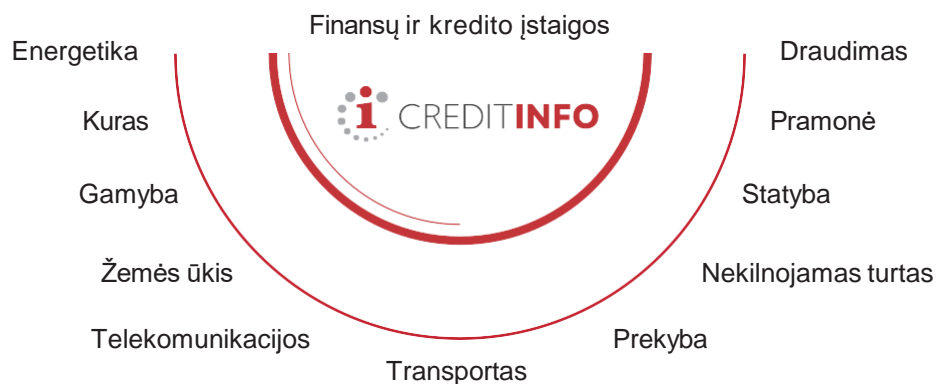 Finansų ir kredito įstaigos
Energetika
Draudimas
CREDITINFO
Kuras
Pramonė
Gamyba
Statyba
Žemės ūkis
Nekilnojamas turtas
Telekomunikacijos
Prekyba
Transportas